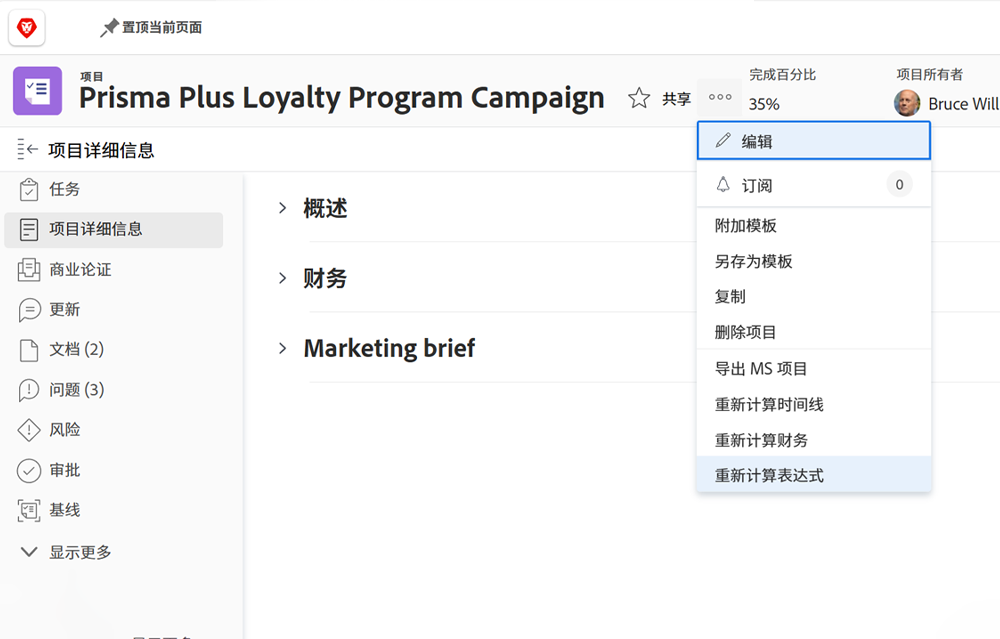 置顶当前页面
项目
Prisma Plus Loyalty Program Campaign
共享
完成百分比
35%
项目所有者
Bruce Will
项目详细信息
任务
项目详细信息
商业论证
更新
文档 (2)
问题 (3)
风险
审批
基线
显示更多
概述
财务
Marketing brief
编辑
订阅 0
附加模板
另存为模板
复制
删除项目
导出 MS 项目
重新计算时间线
重新计算财务
重新计算表达式